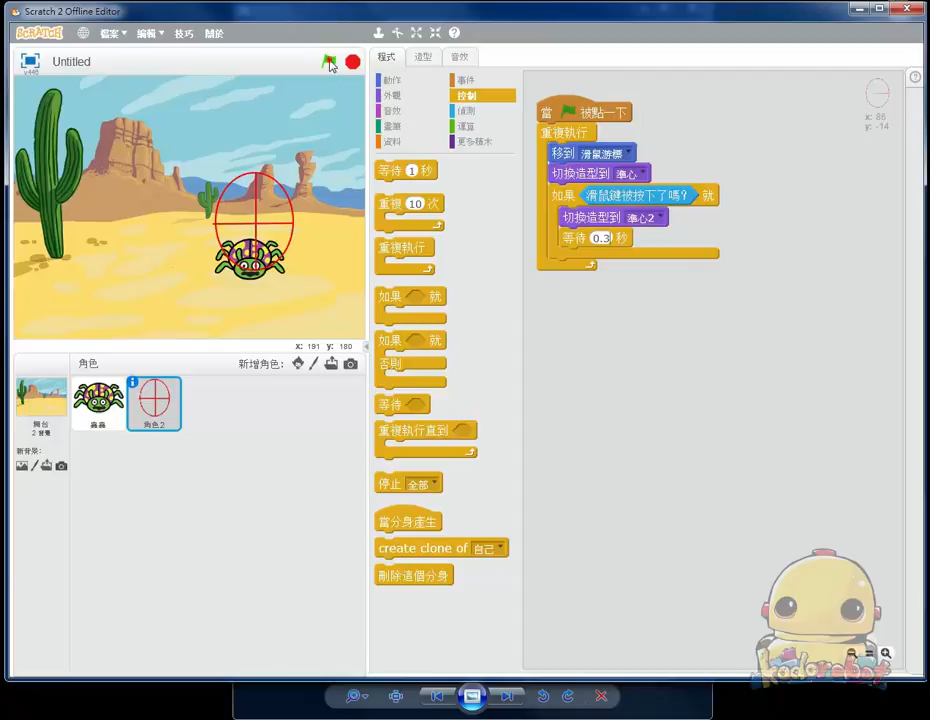 Scratch 2 Offline Editor
SCRATCH 檔案▼ 編輯▼ 技巧 關於
Untitled
v446
程式 造型 音效
動作 事件
外觀 控制
音效 偵測
畫筆 運算
資料 更多積木
等待 1 秒
重複 10 次
重複執行
如果 就
如果 就
否則
等待
重複執行直到
停止 全部
當分身產生
create clone of 自己
刪除這個分身
當 被點一下
重複執行
移到 滑鼠游標
切換造型到 準心
如果 滑鼠鍵被按下了嗎? 就
切換造型到 準心2
等待 0.3 秒
x: 86
y: -14
x: 191 y: 180
角色 新增角色:
舞台
2 背景
新背景:
蟲蟲
角色2
kodorobot